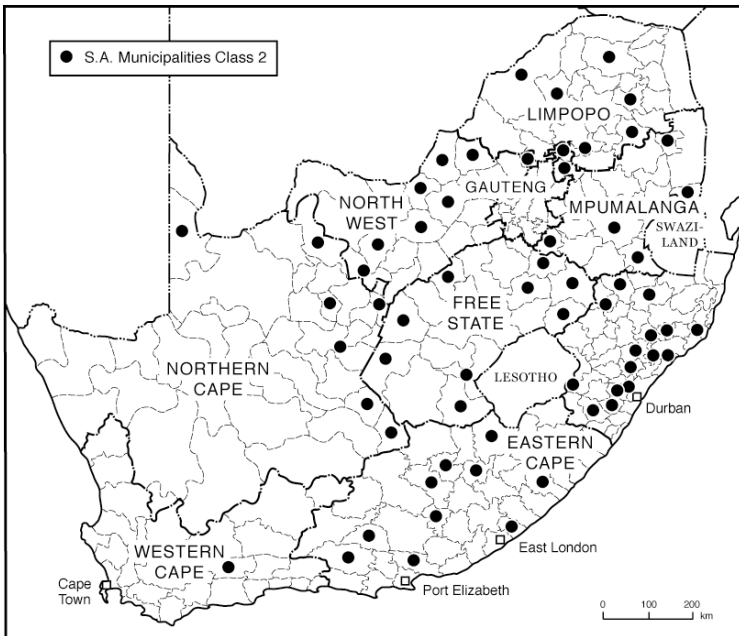 S.A. Municipalities Class 2
LIMPOPO
GAUTENG
NORTH
WEST
MPUMALANGA
SWAZI-
LAND
FREE
STATE
NORTHERN
CAPE
LESOTHO
Durban
EASTERN
CAPE
WESTERN
CAPE
East London
Cape
Town
Port Elizabeth
0 100 200
km